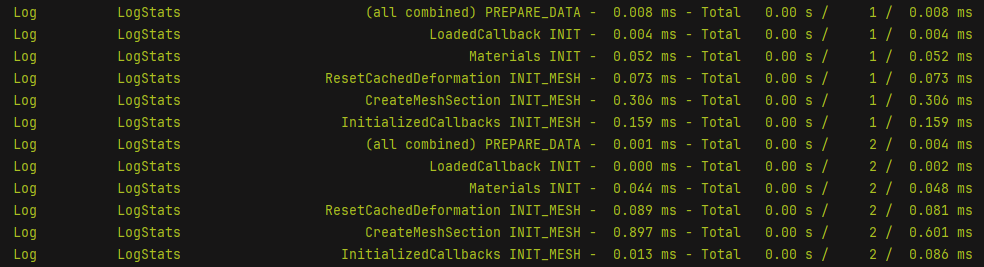 Log LogStats (all combined) PREPARE_DATA - 0.008 ms - Total 0.00 s / 1 / 0.008 ms
Log LogStats LoadedCallback INIT - 0.004 ms - Total 0.00 s / 1 / 0.004 ms
Log LogStats Materials INIT - 0.052 ms - Total 0.00 s / 1 / 0.052 ms
Log LogStats ResetCachedDeformation INIT_MESH - 0.073 ms - Total 0.00 s / 1 / 0.073 ms
Log LogStats CreateMeshSection INIT_MESH - 0.306 ms - Total 0.00 s / 1 / 0.306 ms
Log LogStats InitializedCallbacks INIT_MESH - 0.159 ms - Total 0.00 s / 1 / 0.159 ms
Log LogStats (all combined) PREPARE_DATA - 0.001 ms - Total 0.00 s / 2 / 0.004 ms
Log LogStats LoadedCallback INIT - 0.000 ms - Total 0.00 s / 2 / 0.002 ms
Log LogStats Materials INIT - 0.044 ms - Total 0.00 s / 2 / 0.048 ms
Log LogStats ResetCachedDeformation INIT_MESH - 0.089 ms - Total 0.00 s / 2 / 0.081 ms
Log LogStats CreateMeshSection INIT_MESH - 0.897 ms - Total 0.00 s / 2 / 0.601 ms
Log LogStats InitializedCallbacks INIT_MESH - 0.013 ms - Total 0.00 s / 2 / 0.086 ms